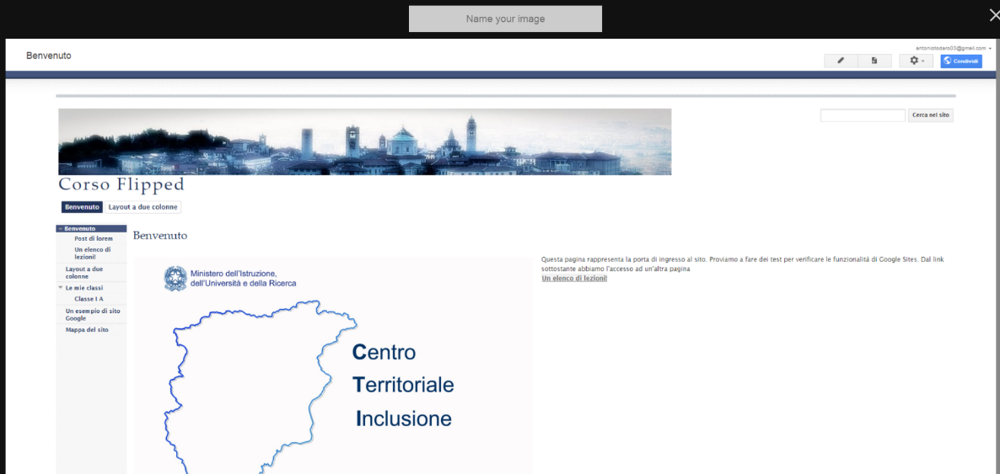 Name your image
Benvenuto
antoniotodaro03@gmail.com
Condividi
Cerca nel sito
Corso Flipped
Benvenuto
Layout a due colonne
Benvenuto
Post di lorem
Un elenco di
lezioni!
Layout a due
colonne
Le mie classi
Classe I A
Un esempio di sito
Google
Mappa del sito
Benvenuto
Ministero dell'Istruzione,
dell'Università e della Ricerca
Centro
Territoriale
Inclusione
Questa pagina rappresenta la porta di ingresso al sito. Proviamo a fare dei test per verificare le funzionalità di Google Sites. Dal link
sottostante abbiamo l'accesso ad un'altra pagina
Un elenco di lezioni!